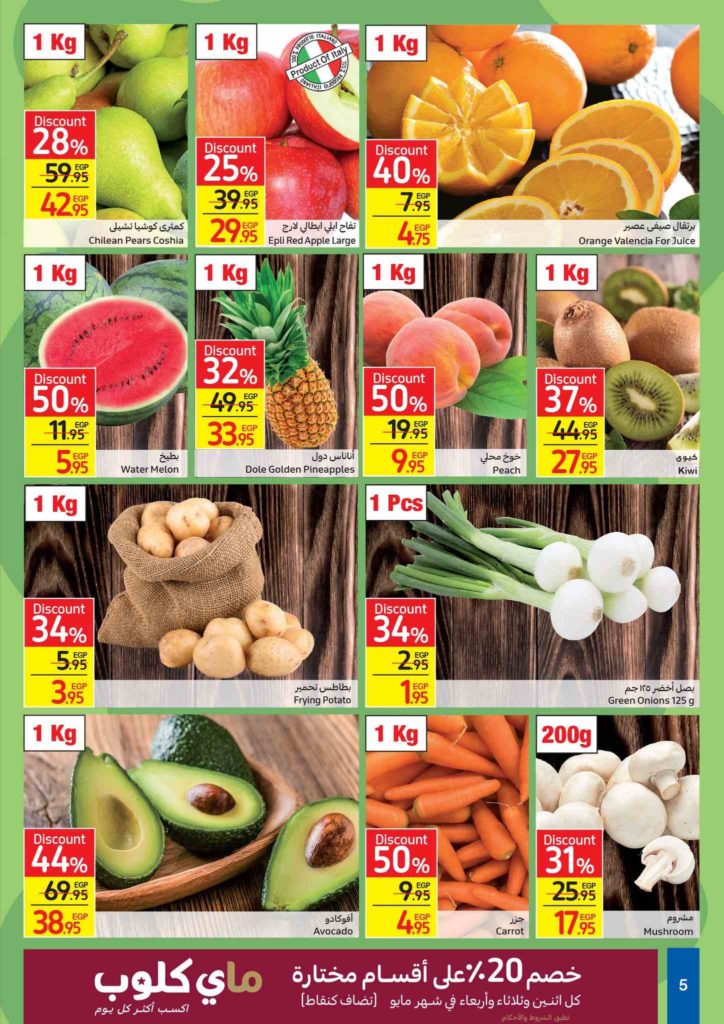 1 Kg
Discount
28%
59.95 EGP
42.95 EGP
كمثرى كوشيا تشيلى
Chilean Pears Coshia
1 Kg
100% PRODOTTO ITALIANO
Product Of Italy
Discount
25%
39.95 EGP
29.95 EGP
تفاح ابلي ايطالي لارج
Epli Red Apple Large
1 Kg
Discount
40%
7.95 EGP
4.75 EGP
برتقال صيفى عصير
Orange Valencia For Juice
1 Kg
Discount
50%
11.95 EGP
5.95 EGP
بطيخ
Water Melon
1 Kg
Discount
32%
49.95 EGP
33.95 EGP
أناناس دول
Dole Golden Pineapples
1 Kg
Discount
50%
19.95 EGP
9.95 EGP
خوخ محلي
Peach
1 Kg
Discount
37%
44.95 EGP
27.95 EGP
كيوى
Kiwi
1 Kg
Discount
34%
5.95 EGP
3.95 EGP
بطاطس تحمير
Frying Potato
1 Pcs
Discount
34%
2.95 EGP
1.95 EGP
بصل أخضر ١٢٥ جم
Green Onions 125 g
1 Kg
Discount
44%
69.95 EGP
38.95 EGP
أفوكادو
Avocado
1 Kg
Discount
50%
9.95 EGP
4.95 EGP
جزر
Carrot
200g
Discount
31%
25.95 EGP
17.95 EGP
مشروم
Mushroom
خصم 20٪ على أقسام مختارة
كل اثنين وثلاثاء وأربعاء في شهر مايو [تضاف كنقاط]
تطبق الشروط والأحكام.
ماي كلوب
اكسب أكتر كل يوم
5